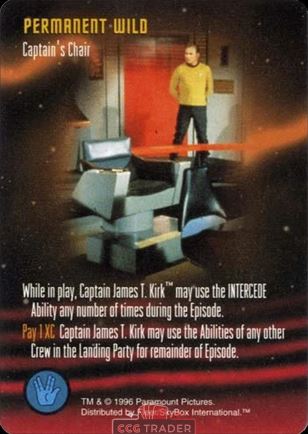 PERMANENT • WILD
Captain's Chair
While in play, Captain James T. Kirk™ may use the INTERCEDE
Ability any number of times during the Episode.
Pay 1 XC Captain James T. Kirk may use the Abilities of any other
Crew in the Landing Party for remainder of Episode.
TM & © 1996 Paramount Pictures.
Distributed by SkyBox International.™
CCG TRADER